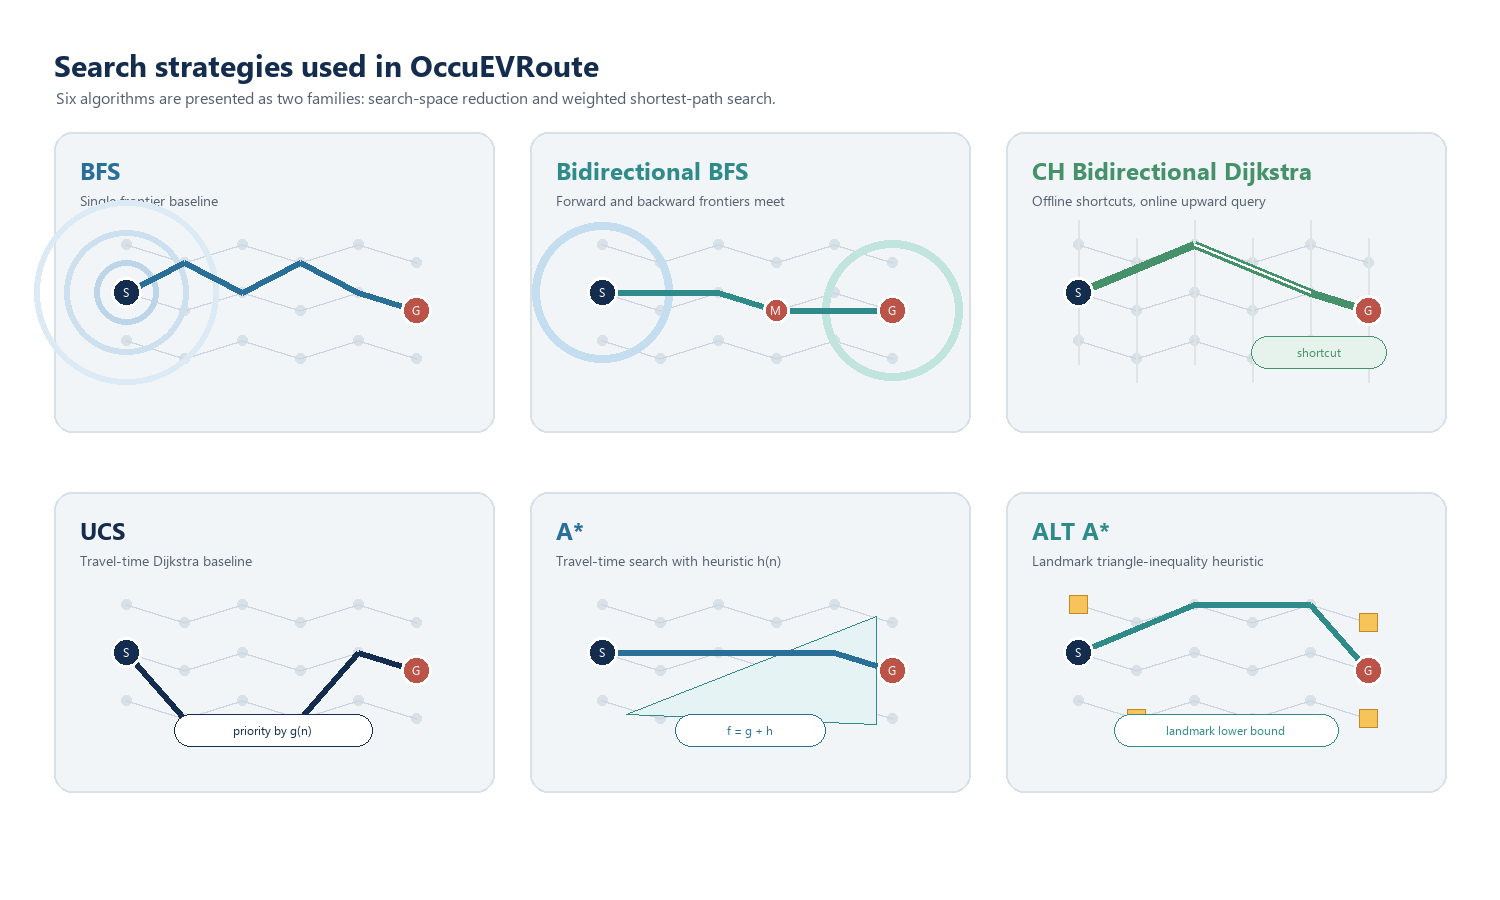 Search strategies used in OccuEVRoute
Six algorithms are presented as two families: search-space reduction and weighted shortest-path search.
BFS
Single frontier baseline
S
G
Bidirectional BFS
Forward and backward frontiers meet
S
M
G
CH Bidirectional Dijkstra
Offline shortcuts, online upward query
S
G
shortcut
UCS
Travel-time Dijkstra baseline
S
G
priority by g(n)
A*
Travel-time search with heuristic h(n)
S
G
f = g + h
ALT A*
Landmark triangle-inequality heuristic
S
G
landmark lower bound